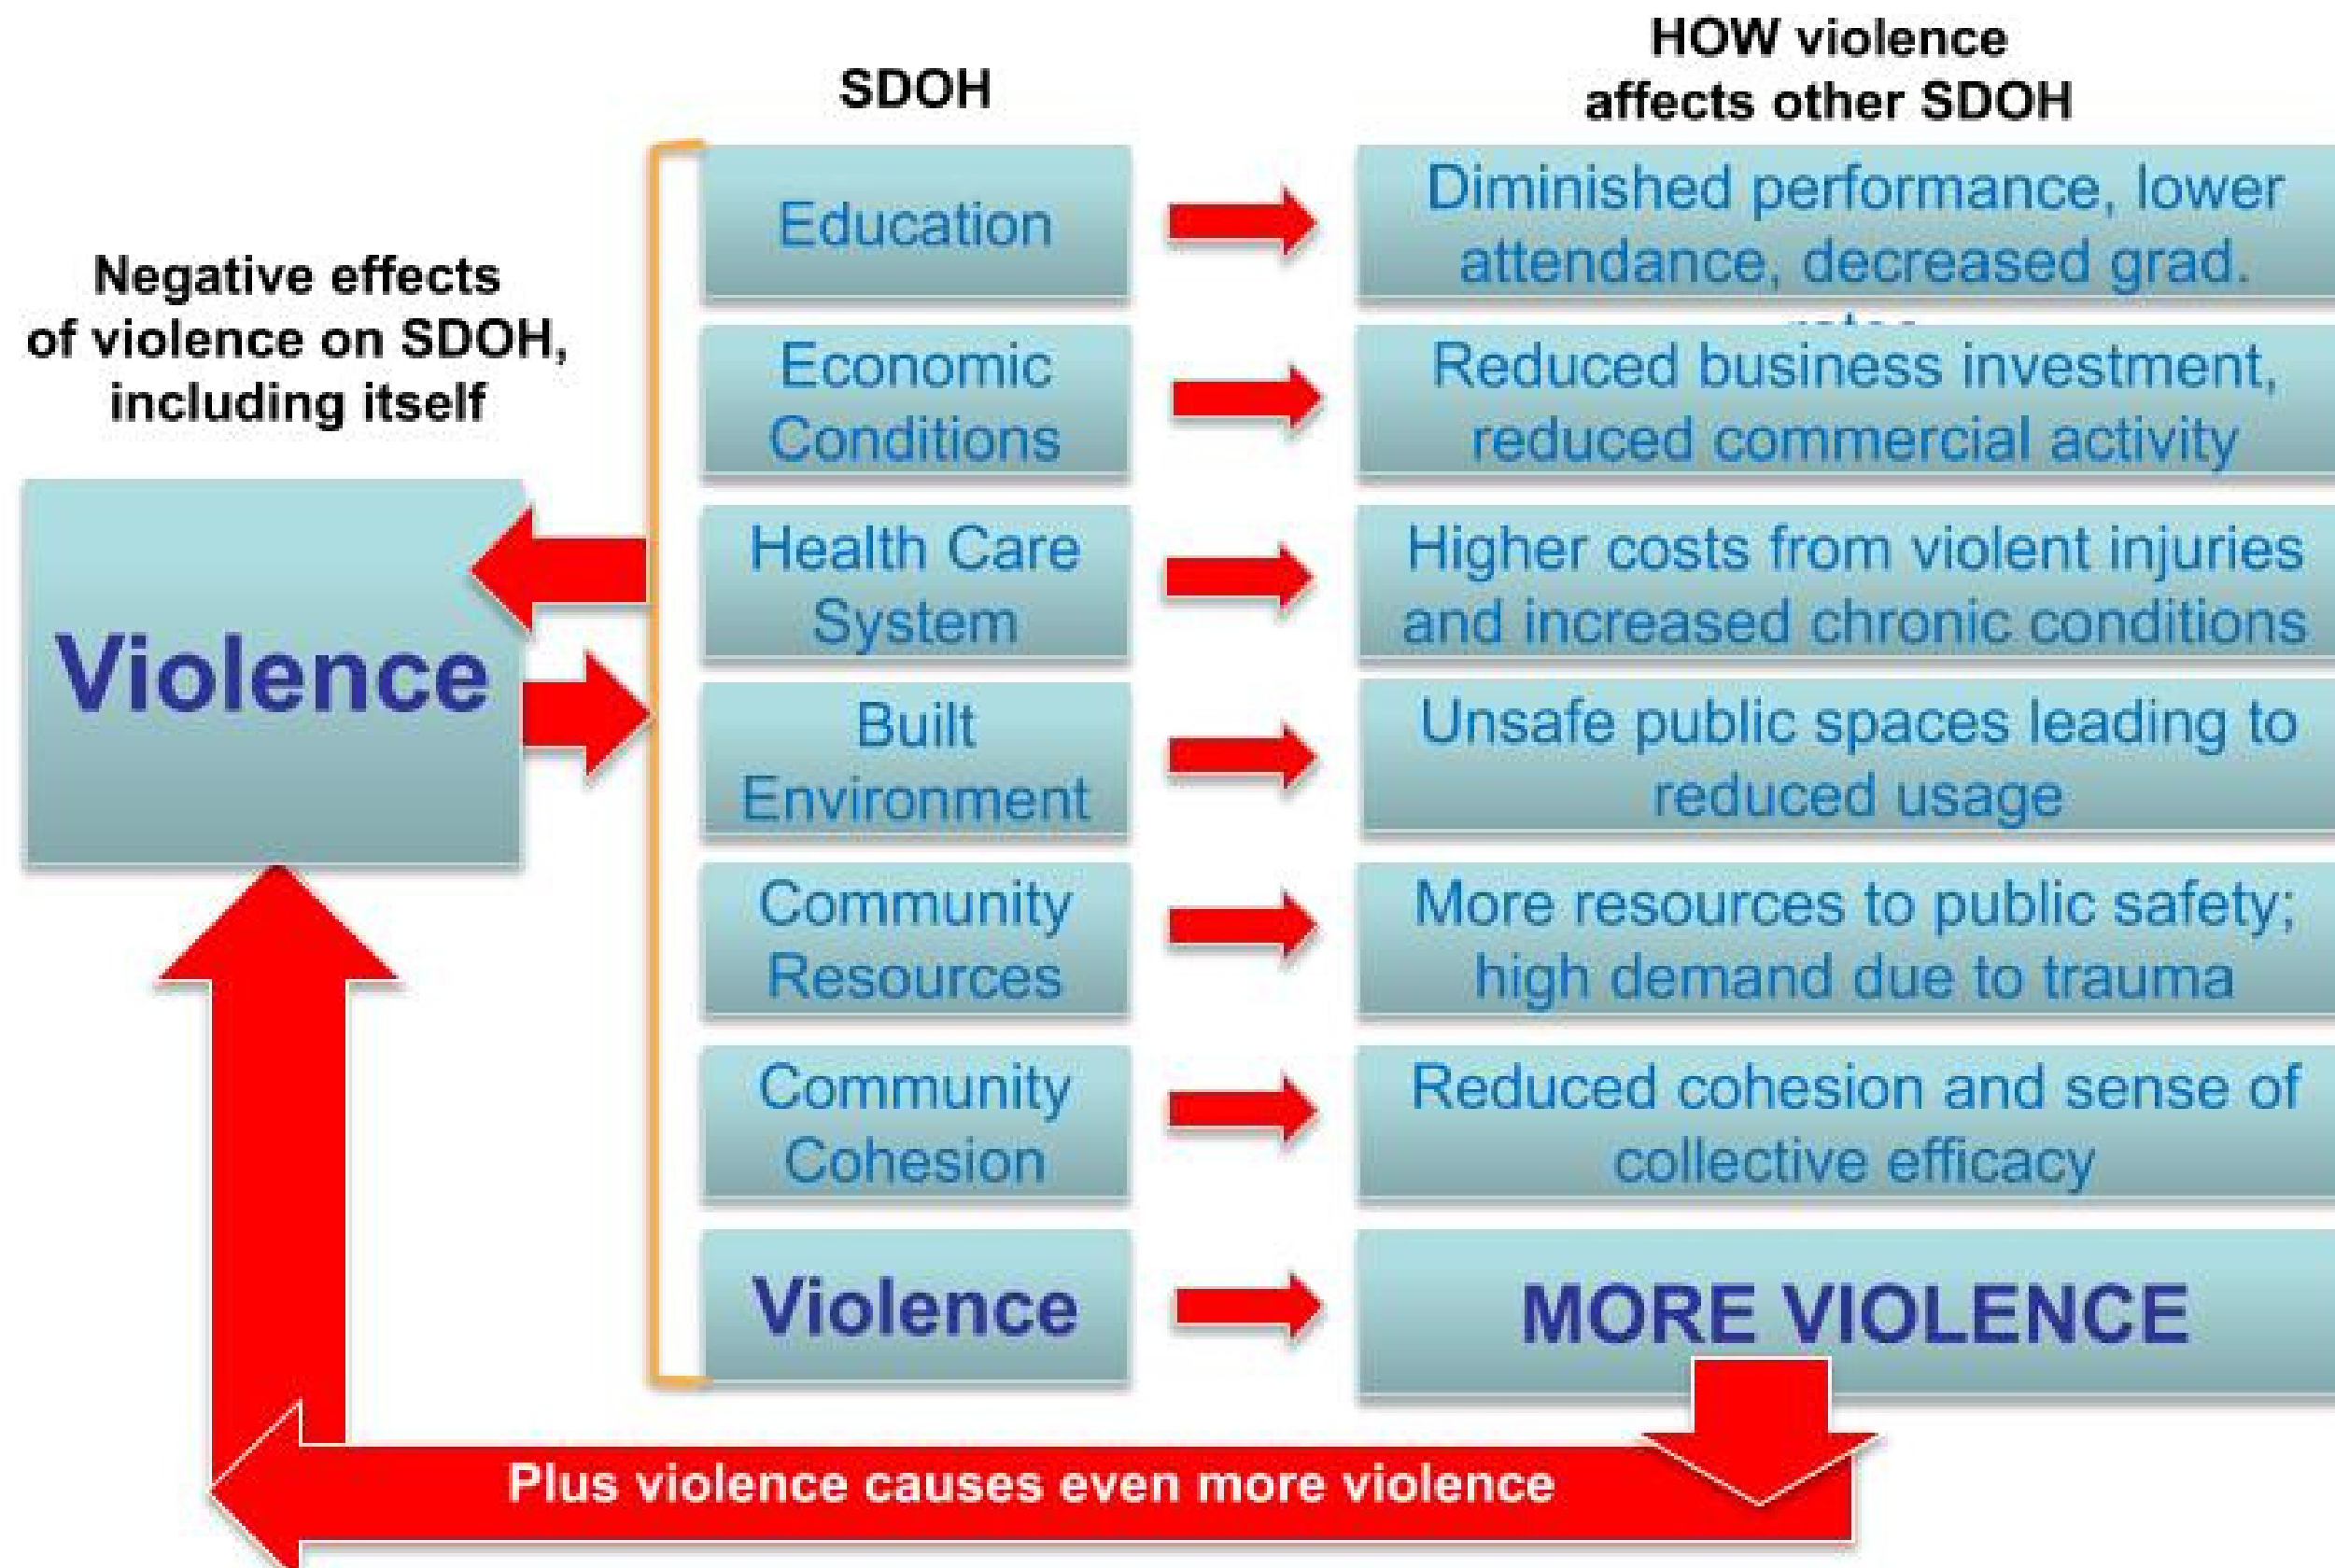 SDOH
HOW violence
affects other SDOH
Negative effects
of violence on SDOH,
including itself
Violence
Education
Diminished performance, lower
attendance, decreased grad.
Economic
Conditions
Reduced business investment,
reduced commercial activity
Health Care
System
Higher costs from violent injuries
and increased chronic conditions
Built
Environment
Unsafe public spaces leading to
reduced usage
Community
Resources
More resources to public safety;
high demand due to trauma
Community
Cohesion
Reduced cohesion and sense of
collective efficacy
Violence
MORE VIOLENCE
Plus violence causes even more violence